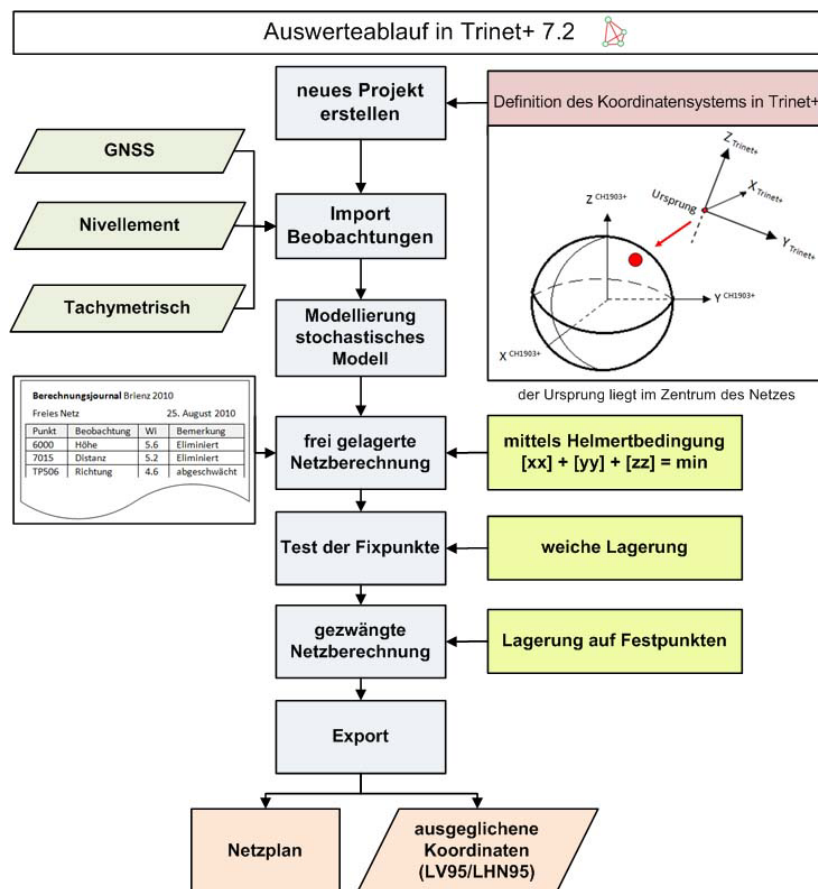 Auswerteablauf in Trinet+ 7.2
neues Projekt
erstellen
Definition des Koordinatensystems in Trinet+
GNSS
Nivellement
Tachymetrisch
Import
Beobachtungen
Z Trinet+
X Trinet+
Y Trinet+
Ursprung
Z CH1903+
Y CH1903+
X CH1903+
der Ursprung liegt im Zentrum des Netzes
Modellierung
stochastisches
Modell
Berechnungsjournal Brienz 2010
Freies Netz 25. August 2010
Punkt Beobachtung Wi Bemerkung
6000 Höhe 5.6 Eliminiert
7015 Distanz 5.2 Eliminiert
TP506 Richtung 4.6 abgeschwächt
frei gelagerte
Netzberechnung
mittels Helmertbedingung
[xx] + [yy] + [zz] = min
Test der Fixpunkte
weiche Lagerung
gezwängte
Netzberechnung
Lagerung auf Festpunkten
Export
Netzplan
ausgeglichene
Koordinaten
(LV95/LHN95)